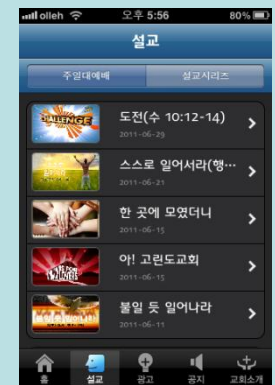 olleh 오후 5:56 80%
설교
주일대예배 설교시리즈
CHALLENGE
도전(수 10:12-14)
2011-06-29
스스로 일어서라(행…
2011-06-21
한 곳에 모였더니
2011-06-15
아! 고린도교회
2011-06-15
불일 듯 일어나라
2011-06-11
홈 설교 광고 공지 교회소개